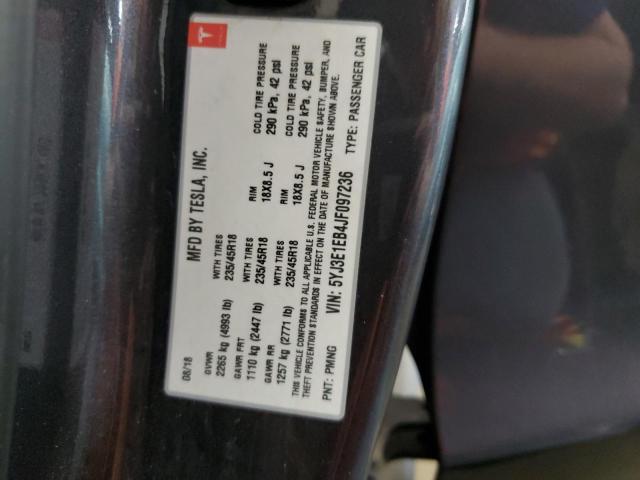 MFD BY TESLA, INC.
08/18
GVWR WITH TIRES RIM COLD TIRE PRESSURE
2265 kg (4993 lb) 235/45R18 18X8.5 J 290 kPa, 42 psi
GAWR FRT WITH TIRES
1110 kg (2447 lb) 235/45R18
GAWR RR WITH TIRES RIM COLD TIRE PRESSURE
1257 kg (2771 lb) 235/45R18 18X8.5 J 290 kPa, 42 psi
THIS VEHICLE CONFORMS TO ALL APPLICABLE U.S. FEDERAL MOTOR VEHICLE SAFETY, BUMPER, AND
THEFT PREVENTION STANDARDS IN EFFECT ON THE DATE OF MANUFACTURE SHOWN ABOVE.
PNT: PMNG VIN: 5YJ3E1EB4JF097236 TYPE: PASSENGER CAR